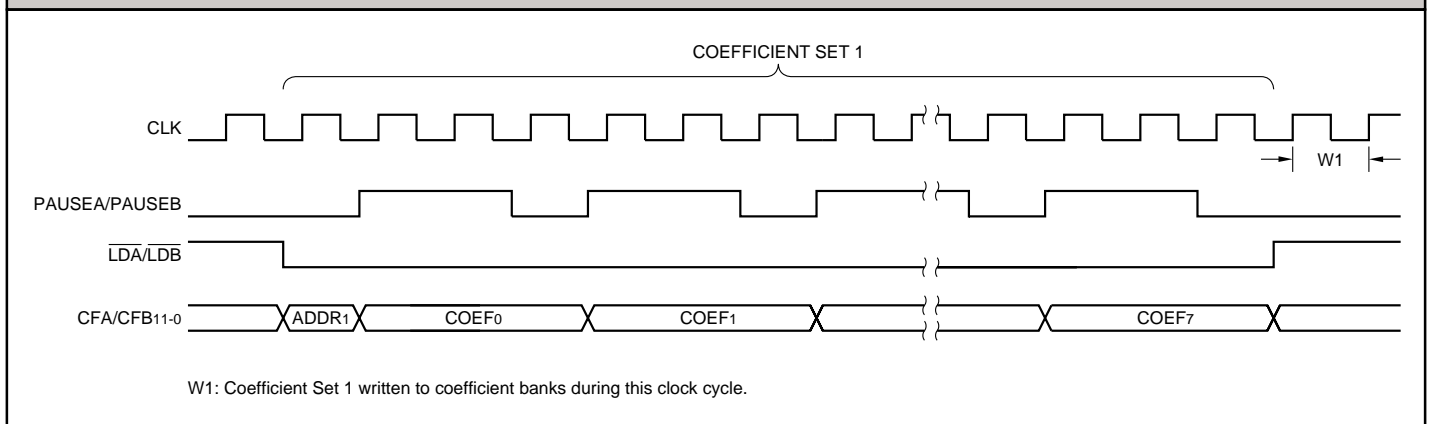 COEFFICIENT SET 1
CLK
W1
PAUSEA/PAUSEB
LDA/LDB
CFA/CFB11-0
ADDR1
COEF0
COEF1
COEF7
W1: Coefficient Set 1 written to coefficient banks during this clock cycle.